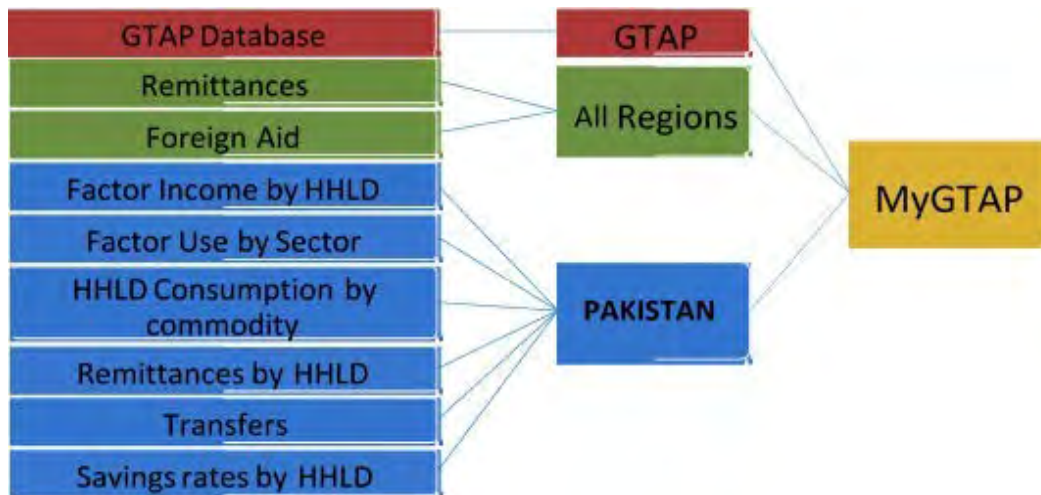 GTAP Database
Remittances
Foreign Aid
Factor Income by HHLD
Factor Use by Sector
HHLD Consumption by
commodity
Remittances by HHLD
Transfers
Savings rates by HHLD
GTAP
All Regions
PAKISTAN
MyGTAP